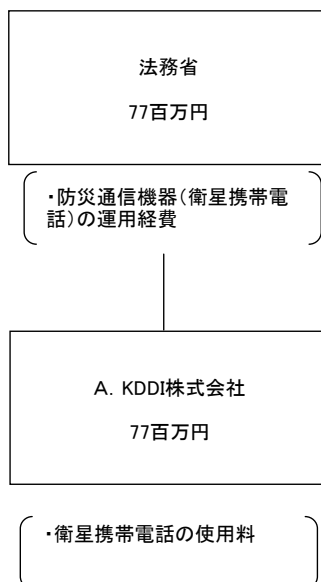 法務省
77百万円
・防災通信機器(衛星携帯電
話)の運用経費
A. KDDI株式会社
77百万円
・衛星携帯電話の使用料